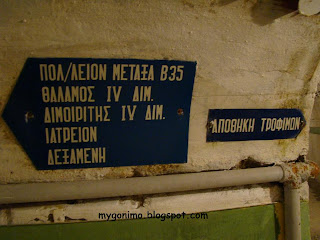 ΠΟΛ/ΛΕΙΟΝ ΜΕΤΑΞΑ Β35
ΘΑΛΑΜΟΣ IV ΔΙΜ.
ΔΙΜΟΙΡΙΤΗΣ IV ΔΙΜ.
ΙΑΤΡΕΙΟΝ
ΔΕΞΑΜΕΝΗ
ΑΠΟΘΗΚΗ ΤΡΟΦΙΜΩΝ
mygonima.blogspot.com